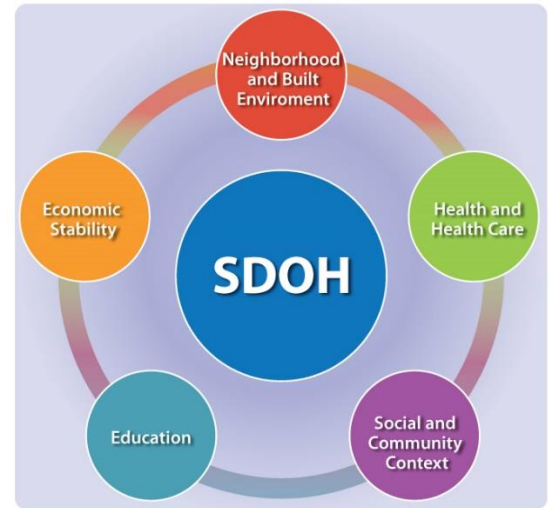 Neighborhood
and Built
Enviroment
Economic
Stability
Health and
Health Care
SDOH
Education
Social and
Community
Context